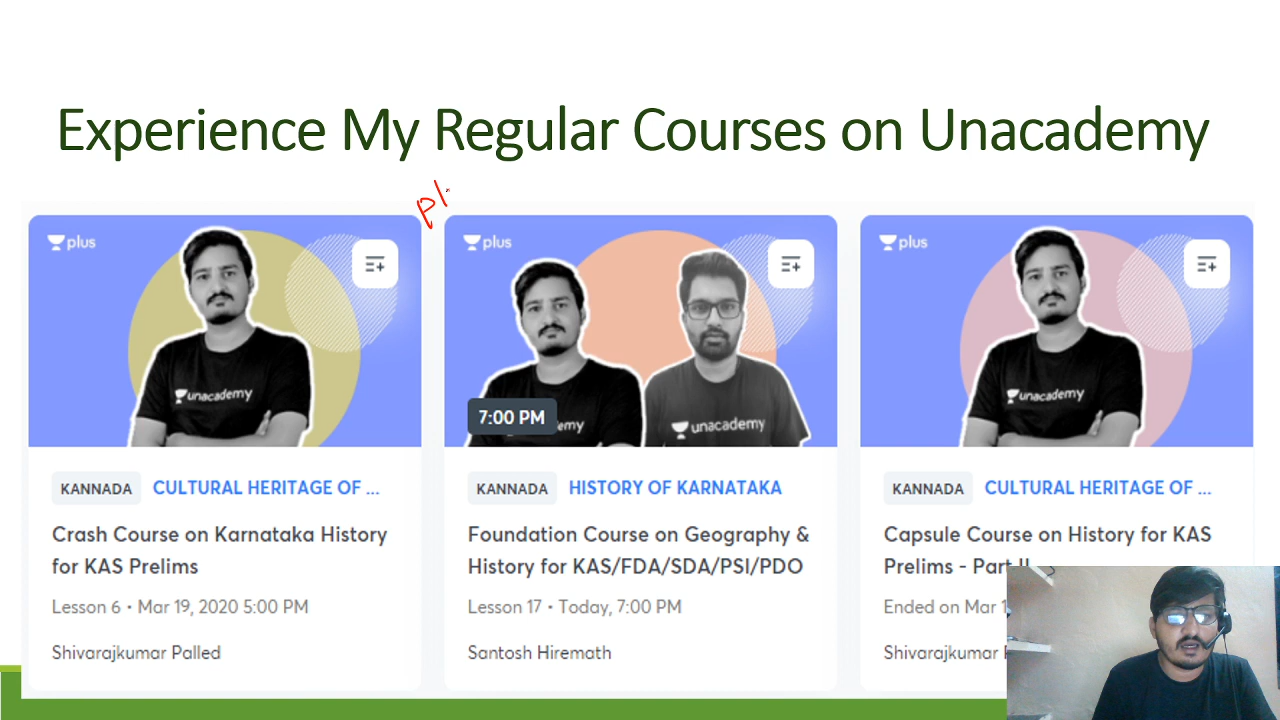 Experience My Regular Courses on Unacademy
pl
plus
unacademy
KANNADA CULTURAL HERITAGE OF ...
Crash Course on Karnataka History
for KAS Prelims
Lesson 6 • Mar 19, 2020 5:00 PM
Shivarajkumar Palled
plus
7:00 PM
emy
unacademy
KANNADA HISTORY OF KARNATAKA
Foundation Course on Geography &
History for KAS/FDA/SDA/PSI/PDO
Lesson 17 • Today, 7:00 PM
Santosh Hiremath
plus
unacademy
KANNADA CULTURAL HERITAGE OF ...
Capsule Course on History for KAS
Prelims - Part II
Ended on Mar 1
Shivarajkumar